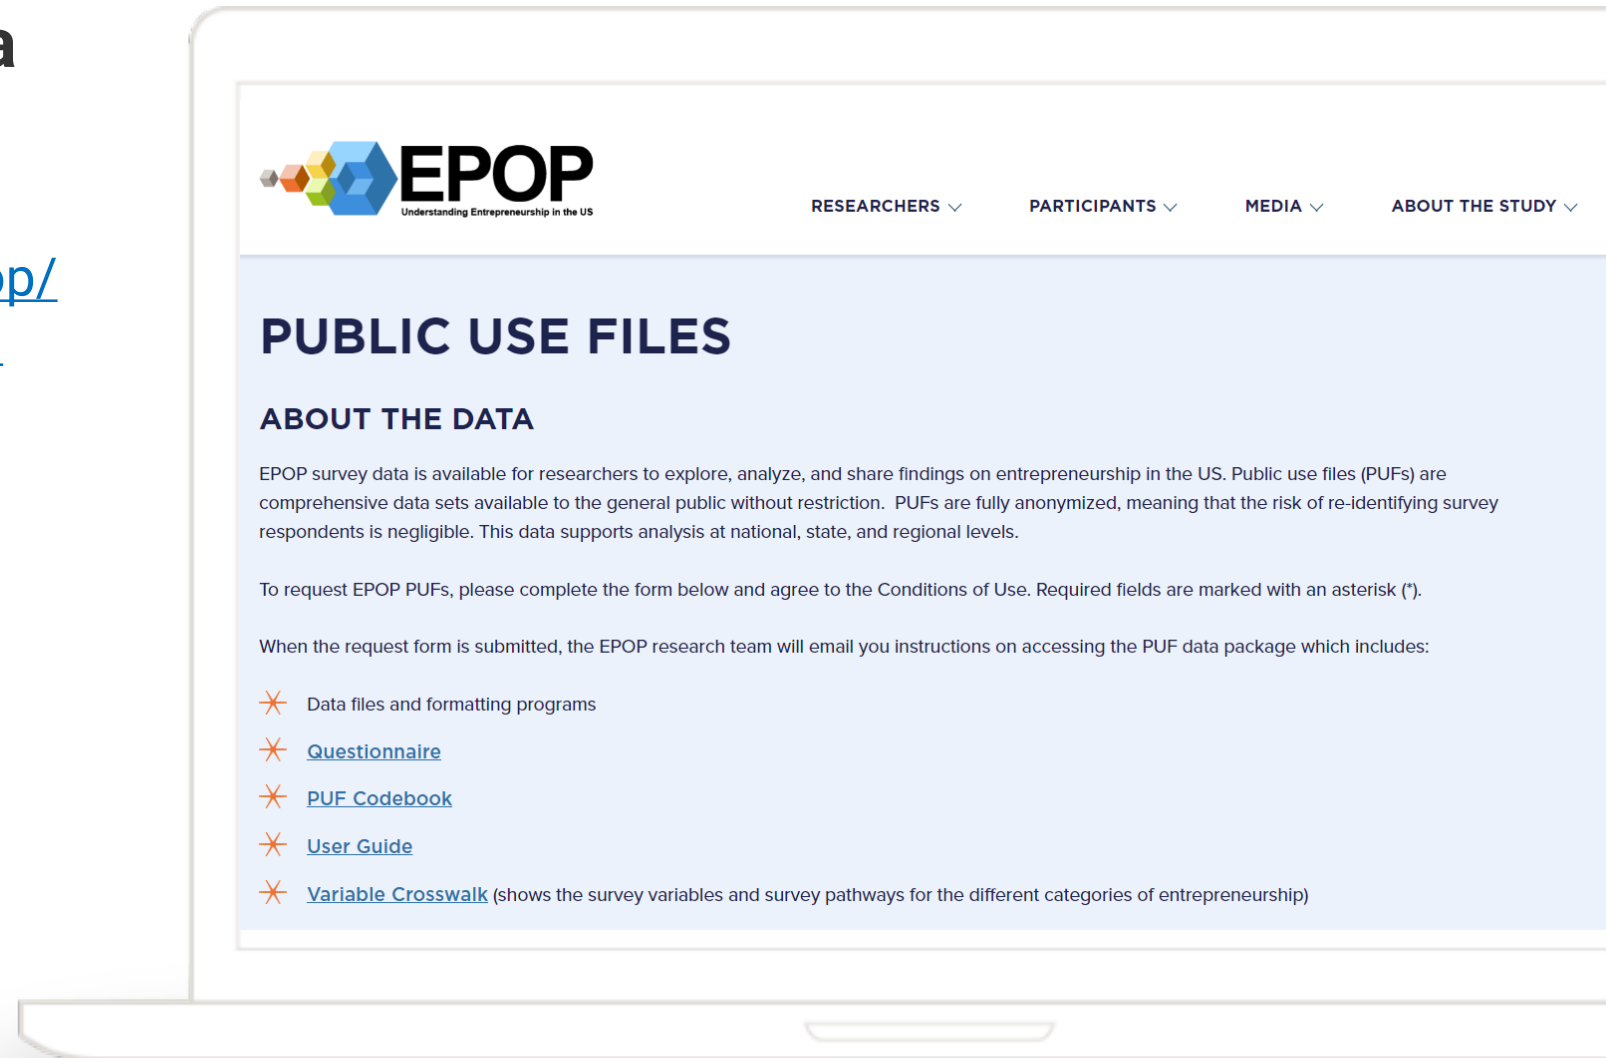 a
op/
EPOP
Understanding Entrepreneurship in the US
RESEARCHERS
PARTICIPANTS
MEDIA
ABOUT THE STUDY
PUBLIC USE FILES
ABOUT THE DATA
EPOP survey data is available for researchers to explore, analyze, and share findings on entrepreneurship in the US. Public use files (PUFs) are
comprehensive data sets available to the general public without restriction.  PUFs are fully anonymized, meaning that the risk of re-identifying survey
respondents is negligible. This data supports analysis at national, state, and regional levels.
To request EPOP PUFs, please complete the form below and agree to the Conditions of Use. Required fields are marked with an asterisk (*).
When the request form is submitted, the EPOP research team will email you instructions on accessing the PUF data package which includes:
Data files and formatting programs
Questionnaire
PUF Codebook
User Guide
Variable Crosswalk (shows the survey variables and survey pathways for the different categories of entrepreneurship)